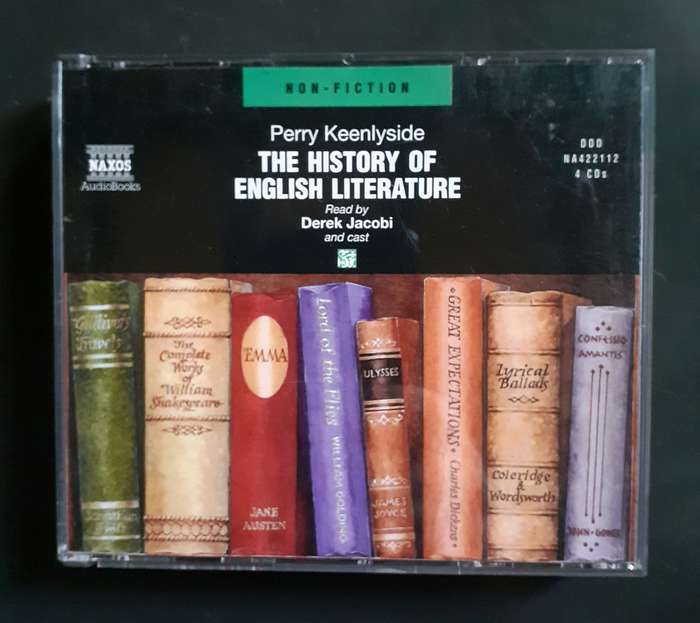 NON-FICTION
NAXOS
AudioBooks
Perry Keenlyside
THE HISTORY OF
ENGLISH LITERATURE
Read by
Derek Jacobi
and cast
DDD
NA422112
4 CDs
Gulliver's
Travels
Jonathan
Swift
The
Complete
Works
of
William
Shakespeare
EMMA
JANE
AUSTEN
Lord of the Flies WILLIAM GOLDING
ULYSSES
JAMES
JOYCE
GREAT EXPECTATIONS Charles Dickens
Lyrical
Ballads
Coleridge
&
Wordsworth
CONFESSIO
AMANTIS
JOHN GOWER